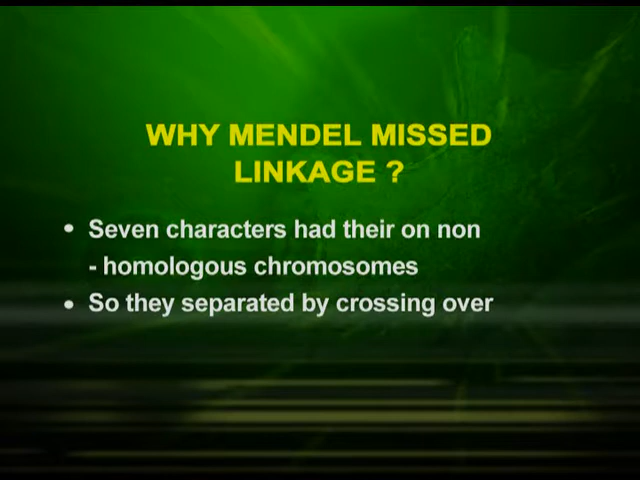 WHY MENDEL MISSED
LINKAGE ?
• Seven characters had their on non
- homologous chromosomes
• So they separated by crossing over